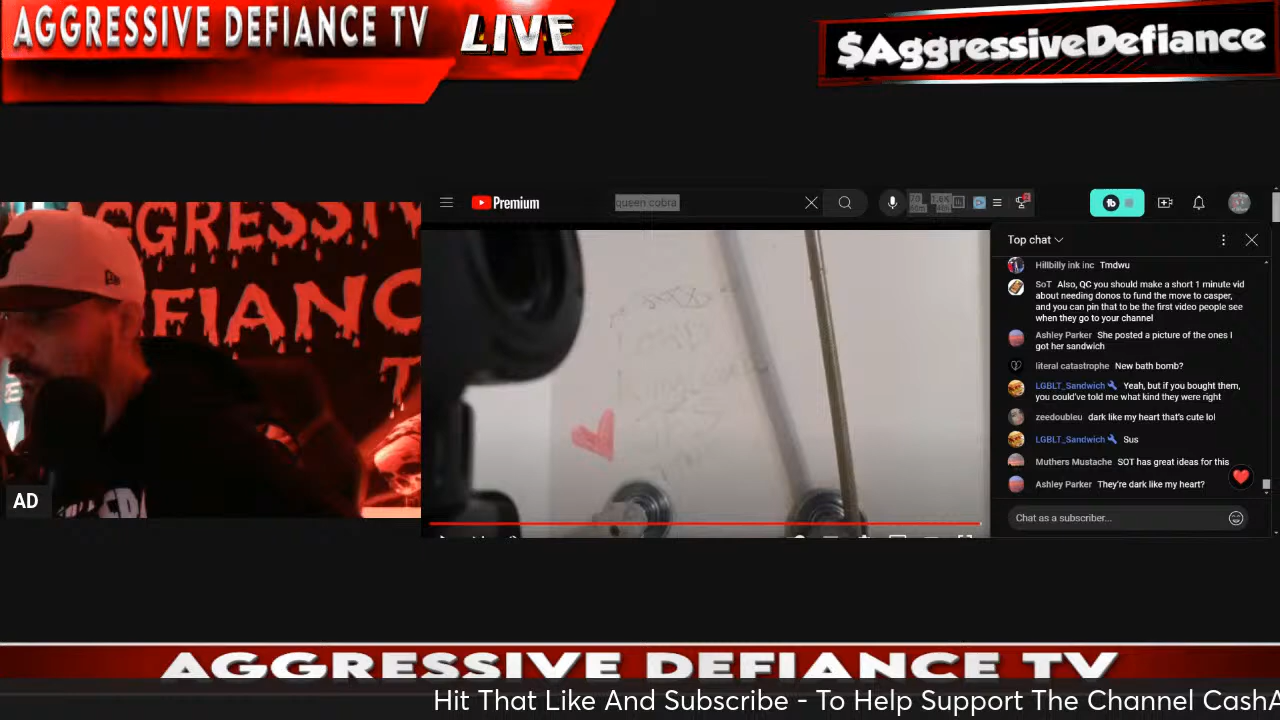 AGGRESSIVE DEFIANCE TV
LIVE
$AggressiveDefiance
AGGRESSIV
EFIANC
T
AD
Premium
queen cobra
Top chat
Hillbilly ink inc Tmdwu
SoT Also, QC you should make a short 1 minute vid
about needing donos to fund the move to casper,
and you can pin that to be the first video people see
when they go to your channel
Ashley Parker She posted a picture of the ones I
got her sandwich
literal catastrophe New bath bomb?
LGBLT_Sandwich Yeah, but if you bought them,
you could've told me what kind they were right
zeedoubleu dark like my heart that's cute lol
LGBLT_Sandwich Sus
Muthers Mustache SOT has great ideas for this
Ashley Parker They're dark like my heart?
Chat as a subscriber...
AGGRESSIVE DEFIANCE TV
Hit That Like And Subscribe - To Help Support The Channel CashA